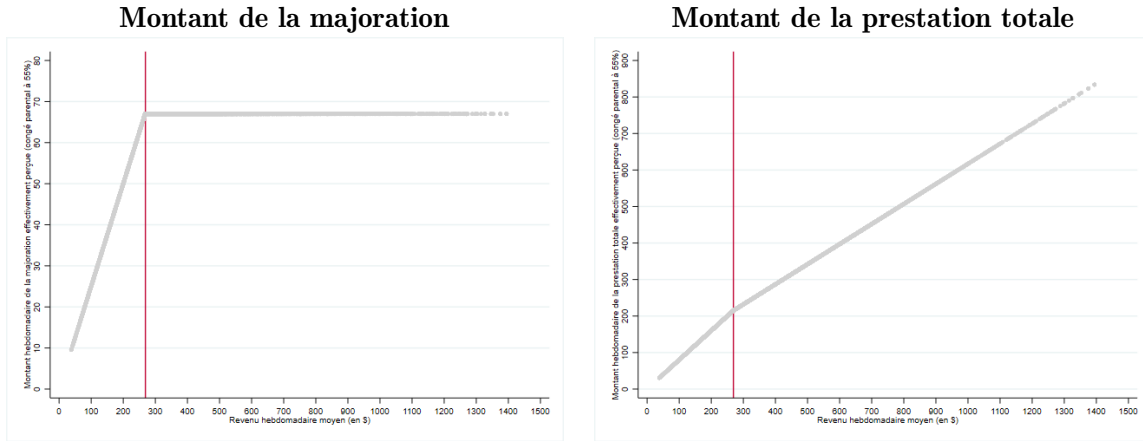 Montant de la majoration
Montant hebdomadaire de la majoration effectivement perçue (congé parental à 55%)
80
70
60
50
40
30
20
10
0
0 100 200 300 400 500 600 700 800 900 1000 1100 1200 1300 1400 1500
Revenu hebdomadaire moyen (en $)
Montant de la prestation totale
Montant hebdomadaire de la prestation totale effectivement perçue (congé parental à 55%)
900
800
700
600
500
400
300
200
100
0
0 100 200 300 400 500 600 700 800 900 1000 1100 1200 1300 1400 1500
Revenu hebdomadaire moyen (en $)